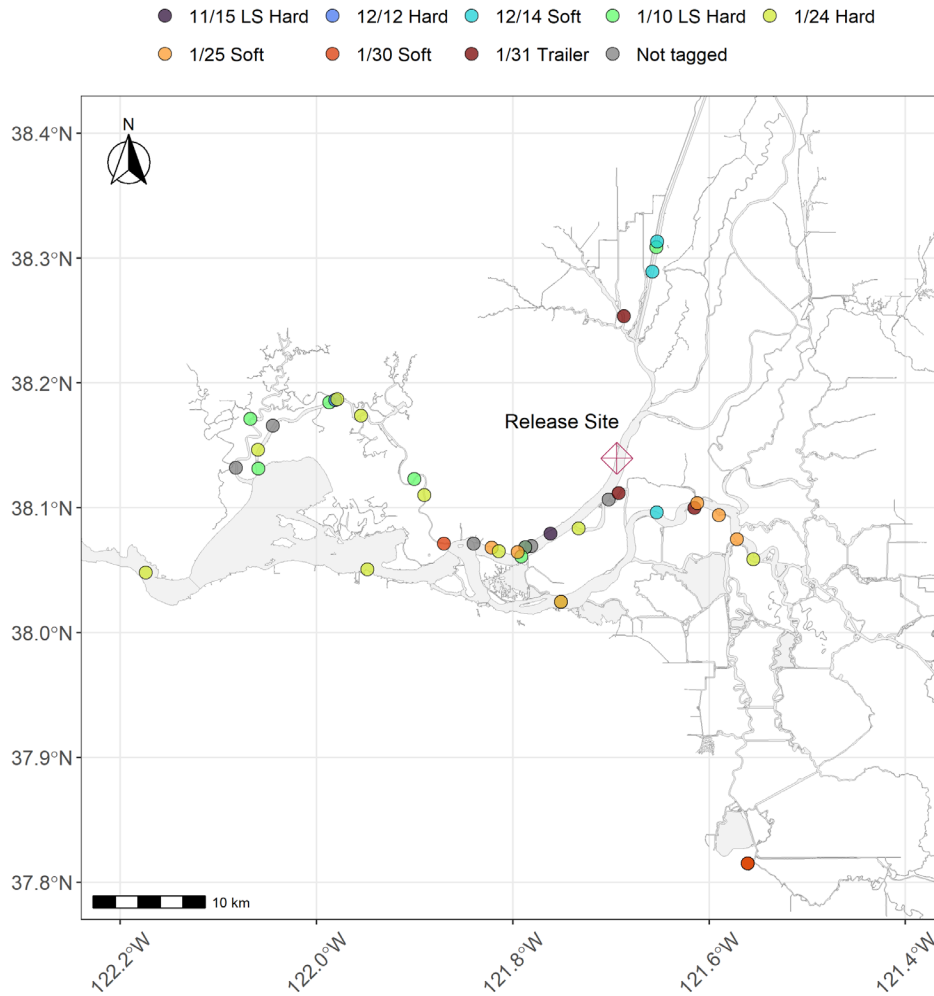 11/15 LS Hard 12/12 Hard 12/14 Soft 1/10 LS Hard 1/24 Hard
1/25 Soft 1/30 Soft 1/31 Trailer Not tagged
38.4°N
N
38.3°N
38.2°N
Release Site
38.1°N
38.0°N
37.9°N
37.8°N
10 km
122.2°W 122.0°W 121.8°W 121.6°W 121.4°W